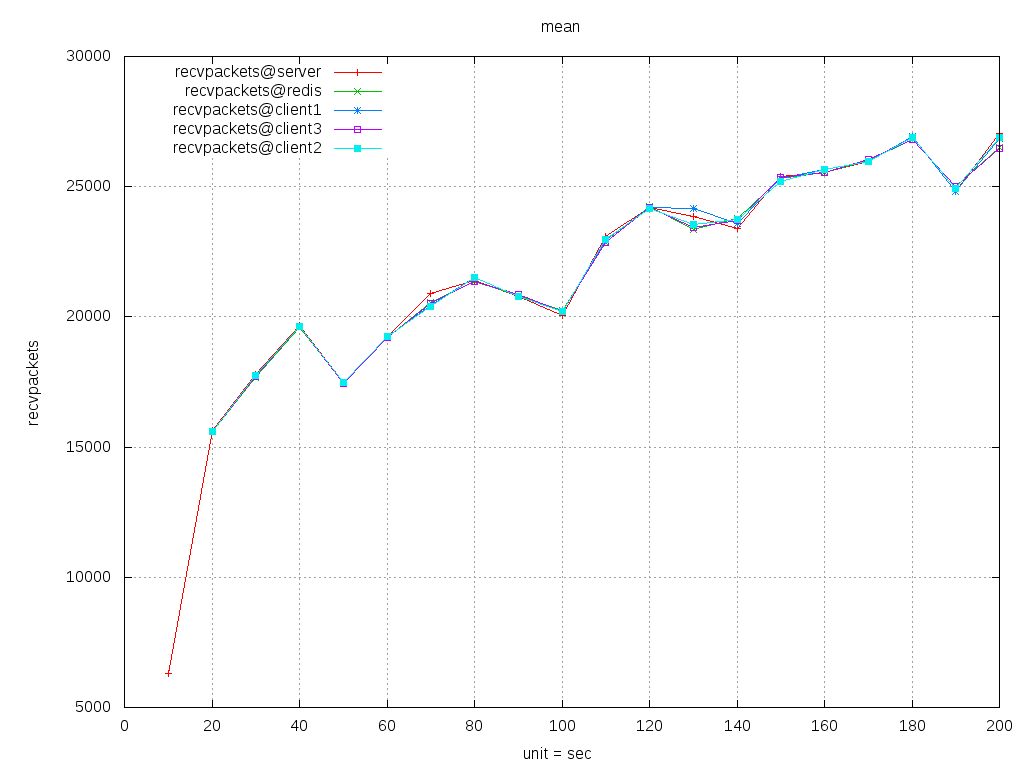 mean
30000
25000
20000
15000
10000
5000
recvpackets
recvpackets@server
recvpackets@redis
recvpackets@client1
recvpackets@client3
recvpackets@client2
0 20 40 60 80 100 120 140 160 180 200
unit = sec